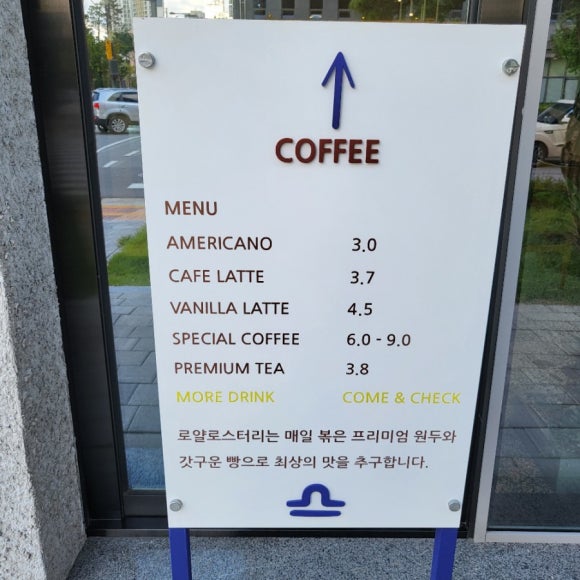 COFFEE
MENU
AMERICANO 3.0
CAFE LATTE 3.7
VANILLA LATTE 4.5
SPECIAL COFFEE 6.0 - 9.0
PREMIUM TEA 3.8
MORE DRINK COME & CHECK
로얄로스터리는 매일 볶은 프리미엄 원두와
갓구운 빵으로 최상의 맛을 추구합니다.